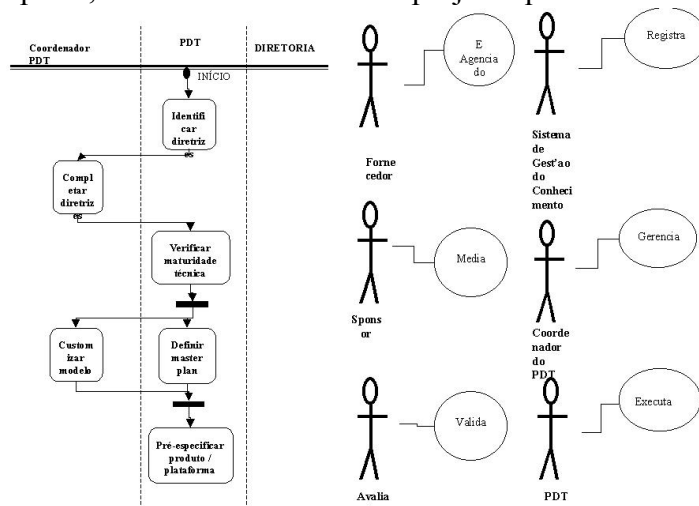 Coordenador
PDT
PDT
DIRETORIA
INÍCIO
Identifi
car
diretriz
es
Compl
etar
diretriz
es
Verificar
maturidade
técnica
Custom
izar
modelo
Definir
master
plan
Pré-especificar
produto /
plataforma
E
Agencia
do
Forne
cedor
Registra
Sistema
de
Gest'ao
do
Conheci
mento
Media
Spons
or
Gerencia
Coorde
nador
do
PDT
Valida
Avalia
Executa
PDT